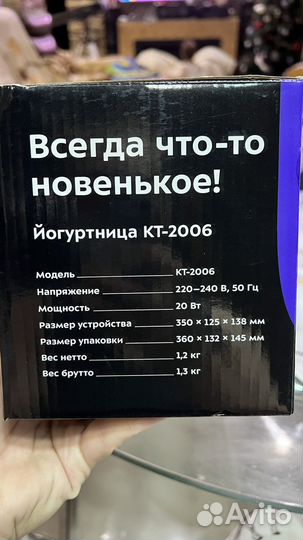 Всегда что-то
новенькое!
Йогуртница КТ-2006
Модель КТ-2006
Напряжение 220–240 В, 50 Гц
Мощность 20 Вт
Размер устройства 350 × 125 × 138 мм
Размер упаковки 360 × 132 × 145 мм
Вес нетто 1,2 кг
Вес брутто 1,3 кг
Avito